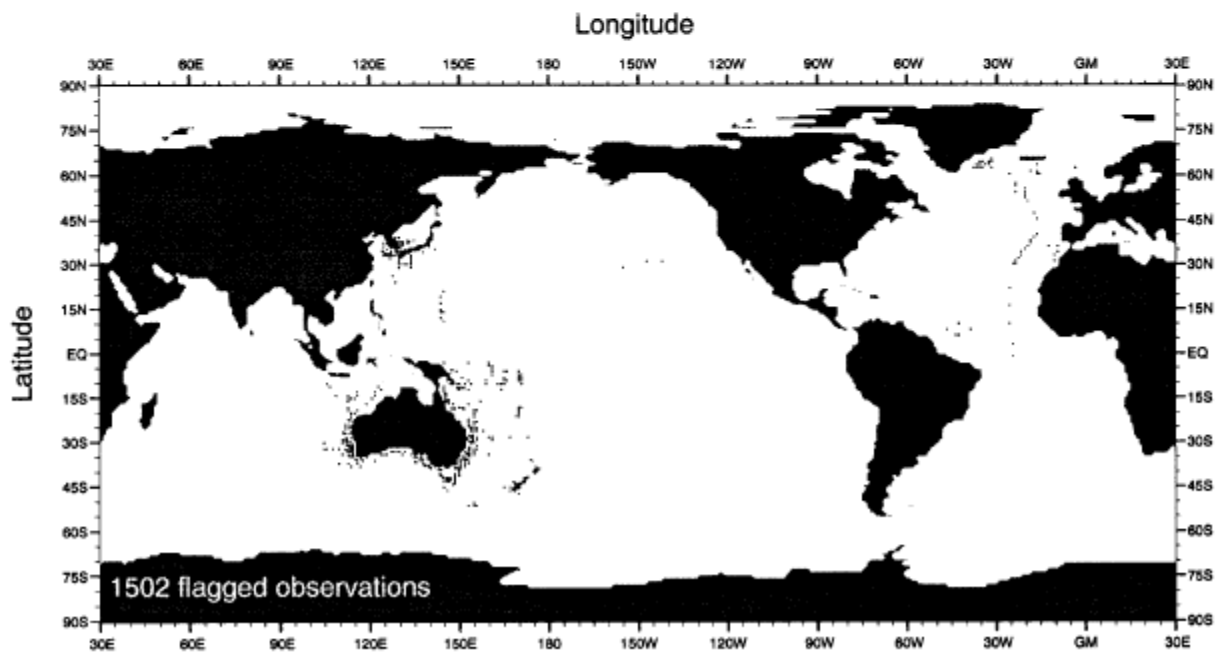 Longitude
30E 60E 90E 120E 150E 180 150W 120W 90W 60W 30W GM 30E
90N 90N
75N 75N
60N 60N
45N 45N
30N 30N
15N 15N
Latitude
EQ EQ
15S 15S
30S 30S
45S 45S
60S 60S
75S 75S
1502 flagged observations
90S 90S
30E 60E 90E 120E 150E 180 150W 120W 90W 60W 30W GM 30E